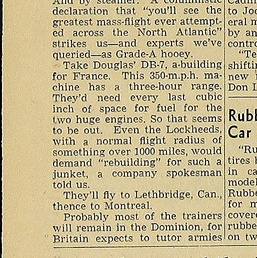 And by steamer. A columnistic
declaration that "you'll see the
greatest mass-flight ever attempt-
ed across the North Atlantic"
strikes us—and experts we've
queried—as Grade-A hooey.
Take Douglas' DB-7, a-building
for France. This 350-m.p.h. ma-
chine has a three-hour range.
They'd need every last cubic
inch of space for fuel for the
two huge engines. So that seems
to be out. Even the Lockheeds,
with a normal flight radius of
something over 1000 miles, would
demand "rebuilding" for such a
junket, a company spokesman
told us.
They'll fly to Lethbridge, Can.,
thence to Montreal.
Probably most of the trainers
will remain in the Dominion, for
Britain expects to tutor armies
to Jo
meral
by an
contr
"Te
shiftin
new
Don L
Rubb
Car
"Ru
tires
in ca
model
Rubbe
for m
covere
rubbe
on tw